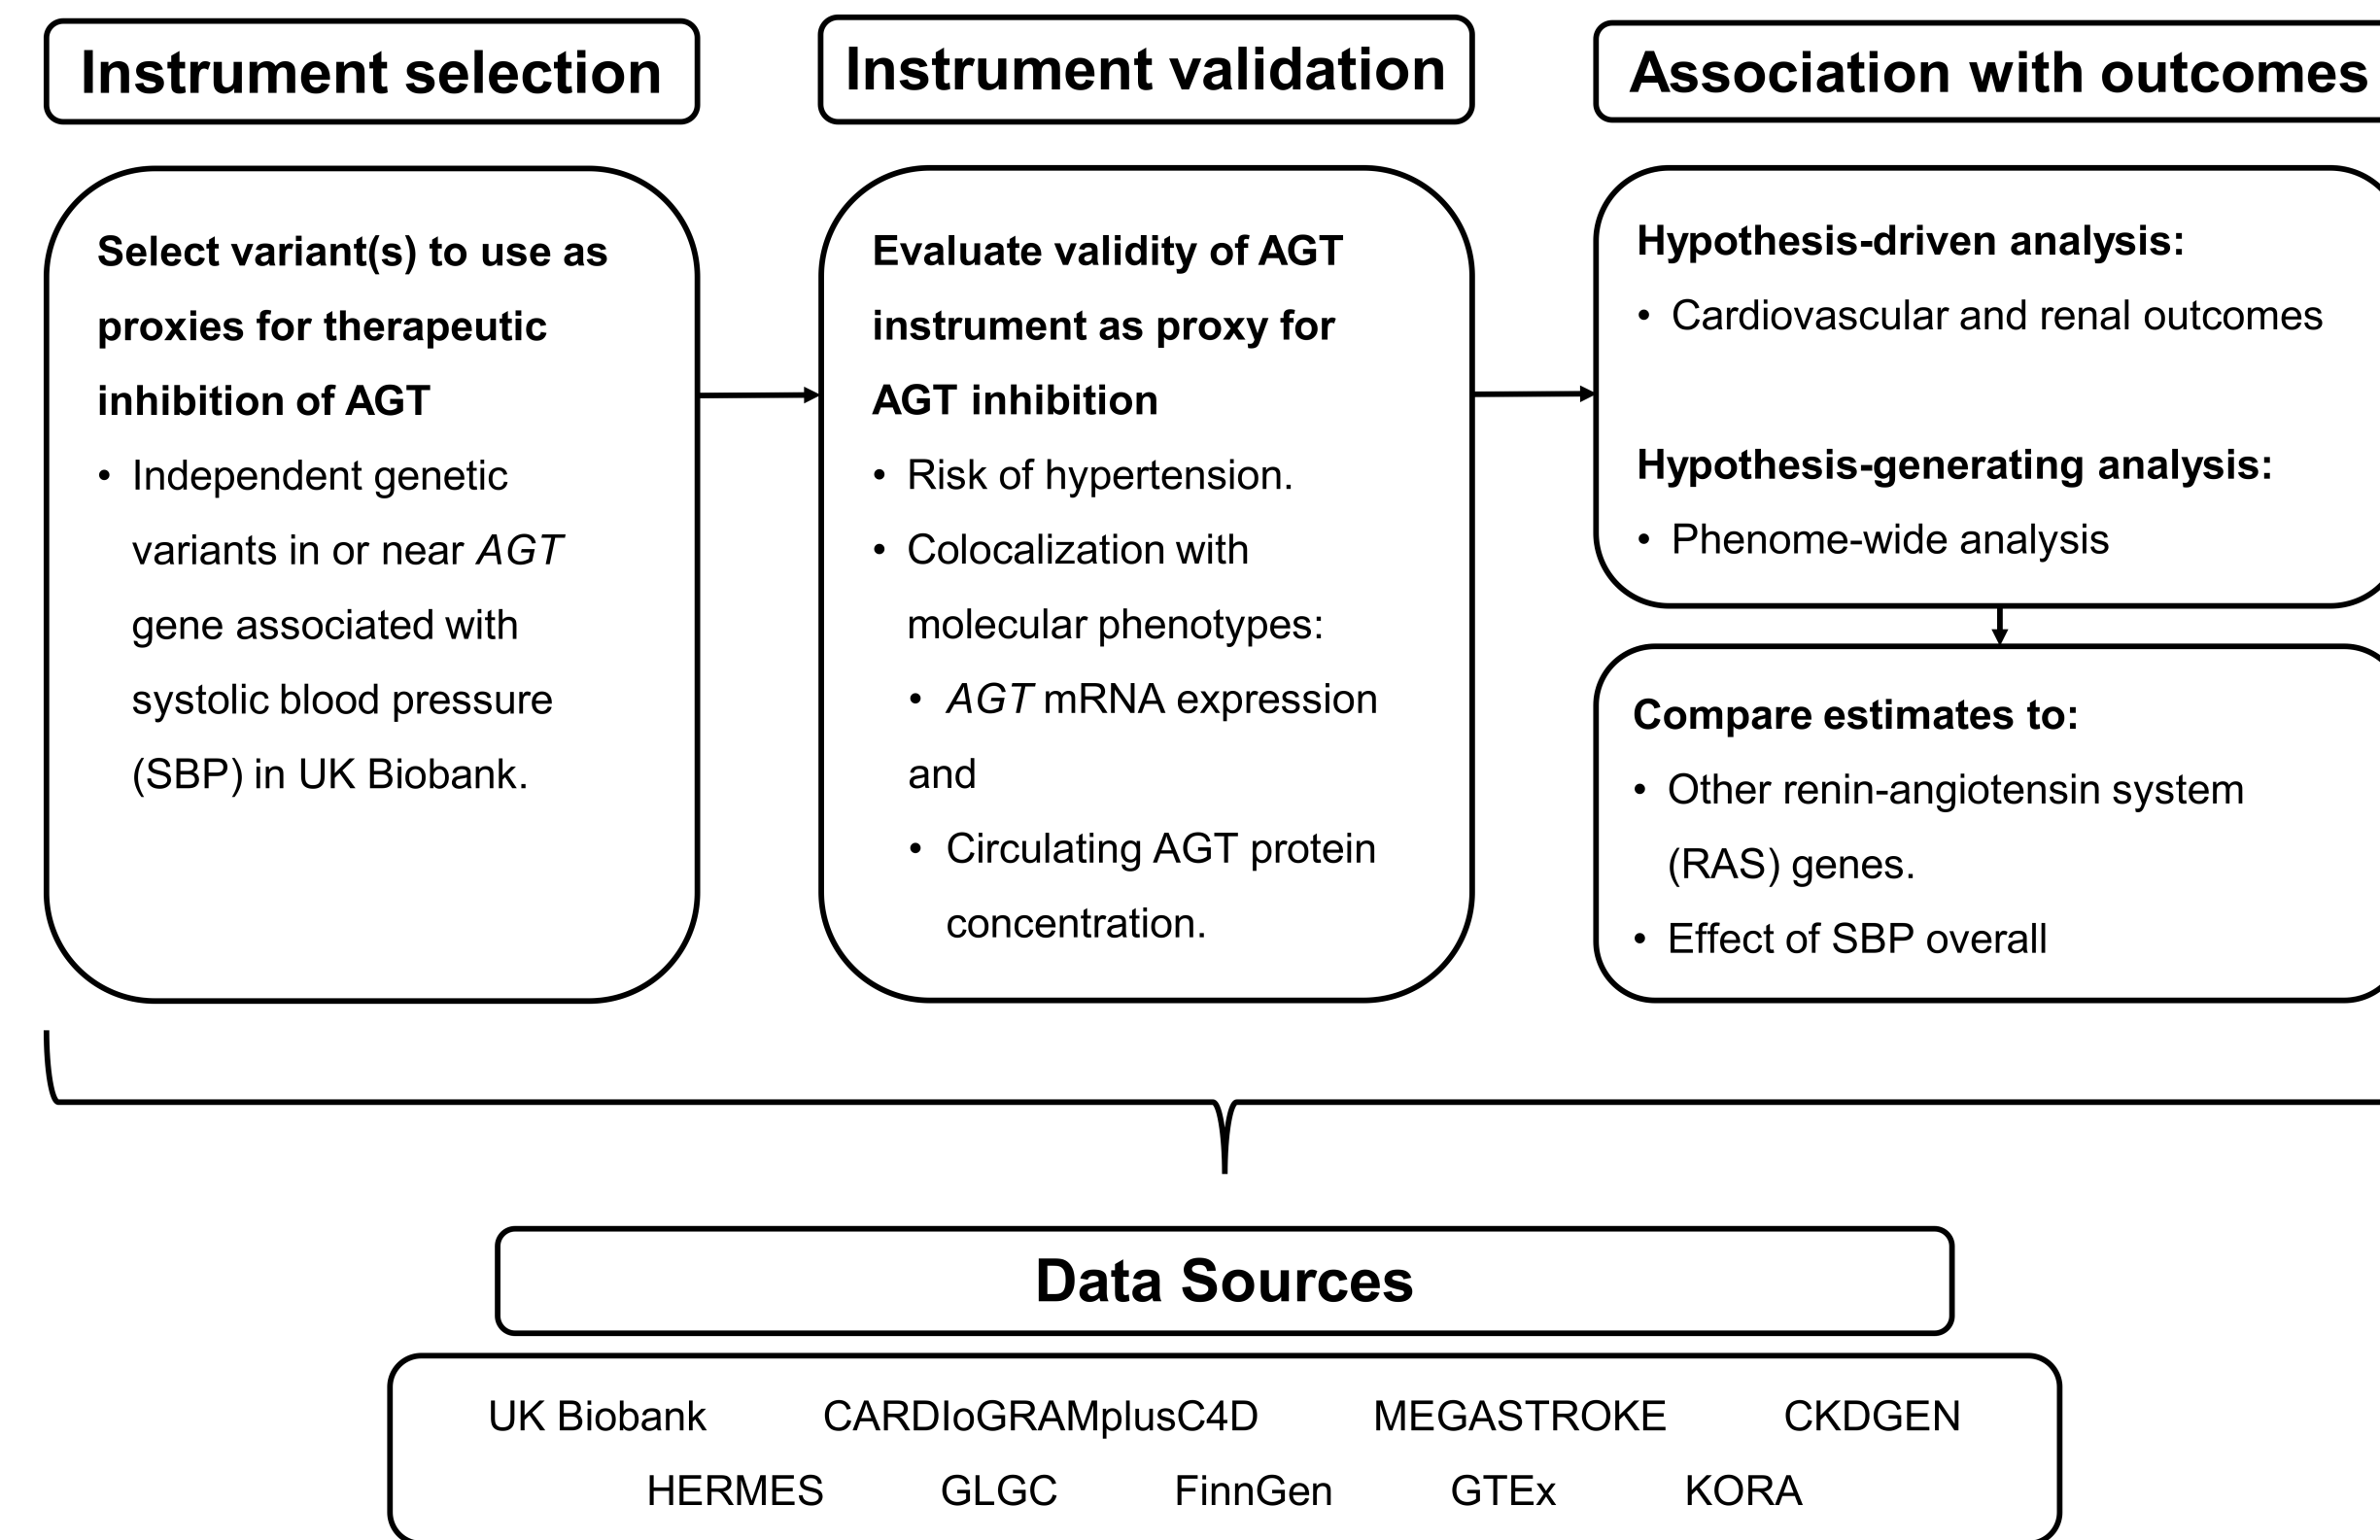 Instrument selection
Select variant(s) to use as
proxies for therapeutic
inhibition of AGT
• Independent genetic
variants in or near AGT
gene associated with
systolic blood pressure
(SBP) in UK Biobank.
Instrument validation
Evaluate validity of AGT
instrument as proxy for
AGT inhibition
• Risk of hypertension.
• Colocalization with
molecular phenotypes:
• AGT mRNA expression
and
• Circulating AGT protein
concentration.
Association with outcomes
Hypothesis-driven analysis:
• Cardiovascular and renal outcomes
Hypothesis-generating analysis:
• Phenome-wide analysis
Compare estimates to:
• Other renin-angiotensin system
(RAS) genes.
• Effect of SBP overall
Data Sources
UK Biobank CARDIoGRAMplusC4D MEGASTROKE CKDGEN
HERMES GLGC FinnGen GTEx KORA